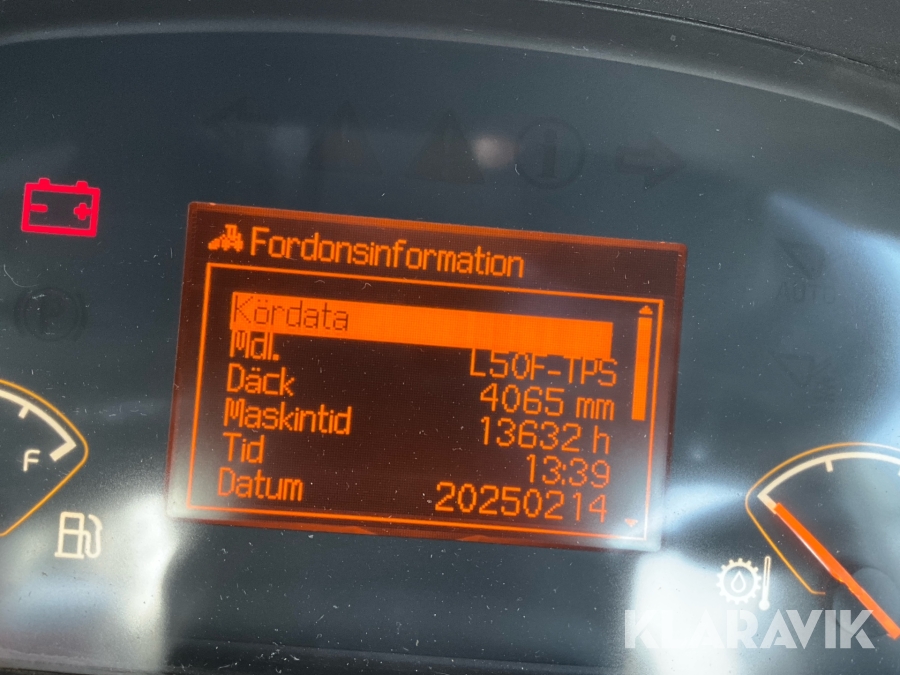 Fordonsinformation
Kördata
Mdl. L50F-TPS
Däck 4065 mm
Maskintid 13632 h
Tid 13:39
Datum 20250214
F
KLARAVIK